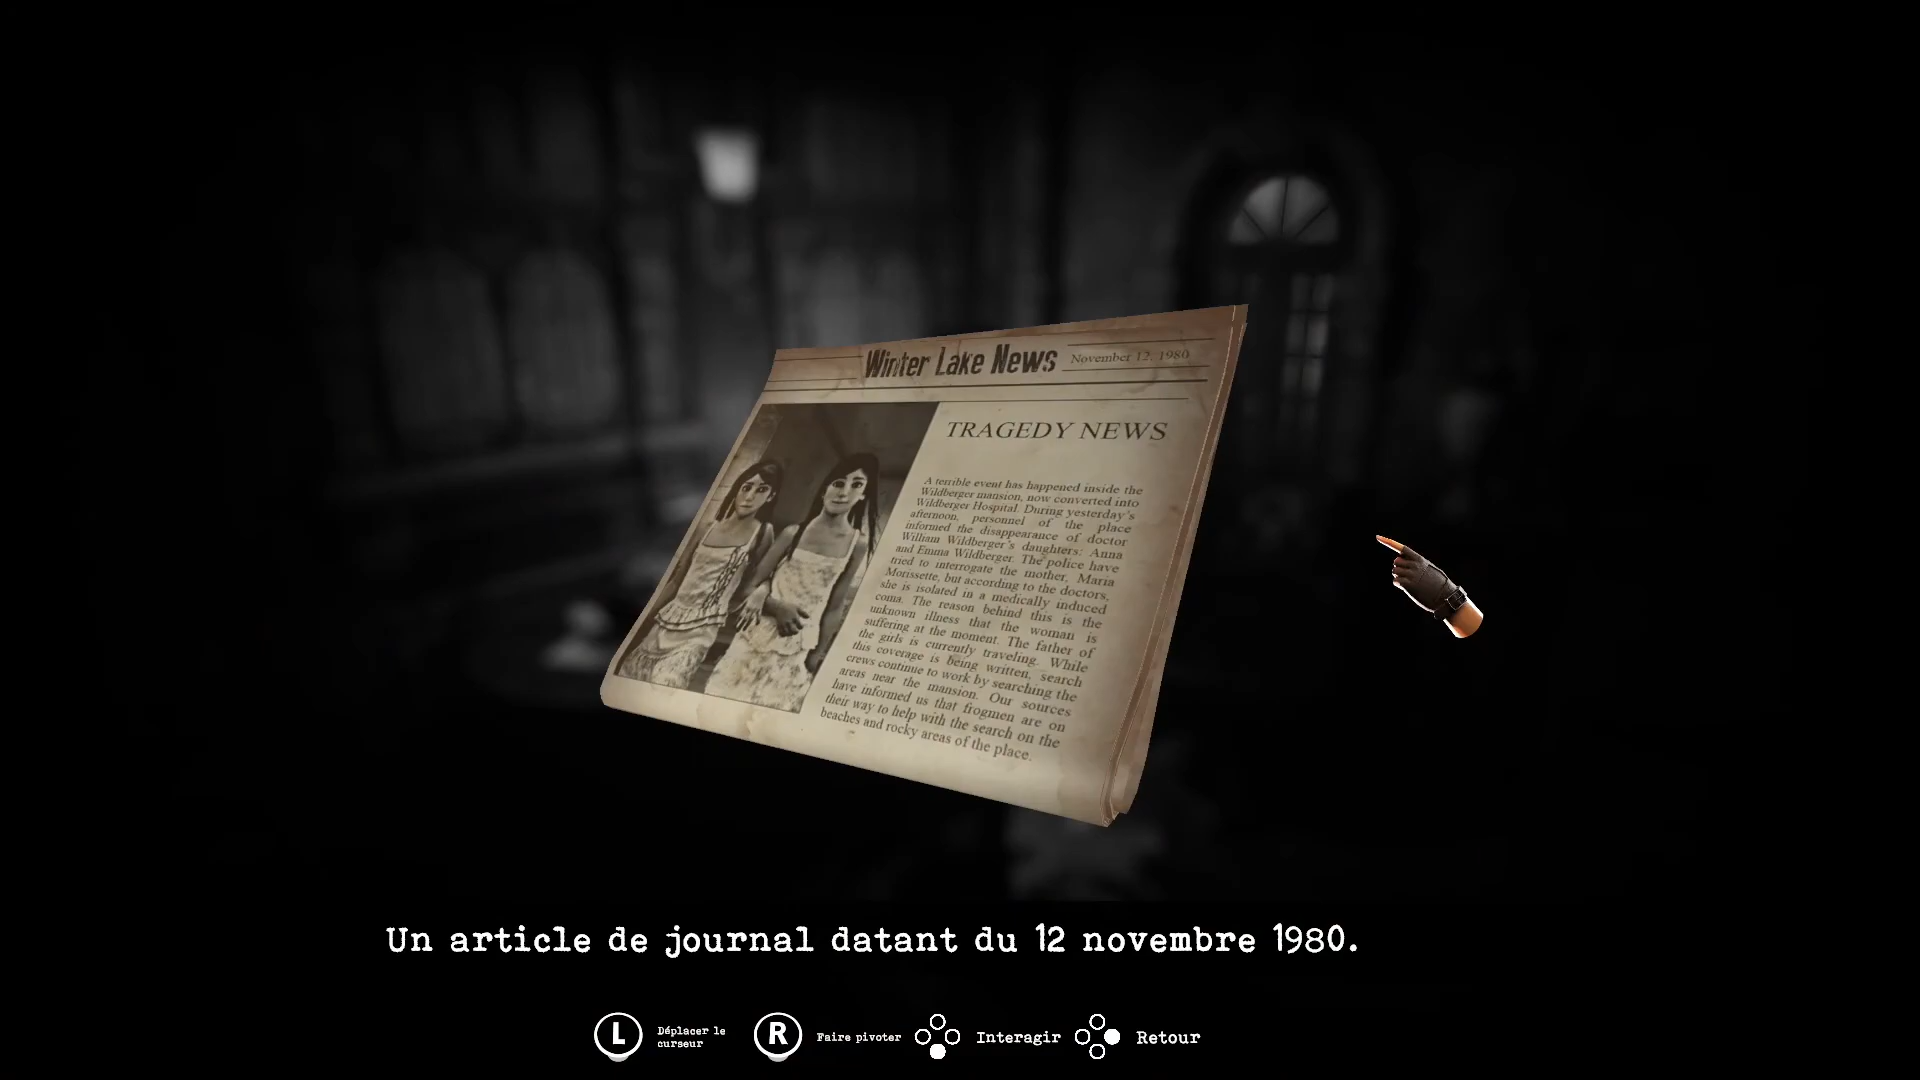 Winter Lake News
November 12, 1980
TRAGEDY NEWS
A terrible event has happened inside the
Wildberger mansion, now converted into
Wildberger Hospital. During yesterday's
afternoon, personnel of the place
informed the disappearance of doctor
William Wildberger's daughters: Anna
and Emma Wildberger. The police have
tried to interrogate the mother, Maria
Morissette, but according to the doctors,
she is isolated in a medically induced
coma. The reason behind this is the
unknown illness that the woman is
suffering at the moment. The father of
the girls is currently traveling. While
this coverage is being written, search
crews continue to work by searching the
areas near the mansion. Our sources
have informed us that frogmen are on
their way to help with the search on the
beaches and rocky areas of the place.
Un article de journal datant du 12 novembre 1980.
L
Déplacer le
curseur
R
Faire pivoter
Interagir
Retour